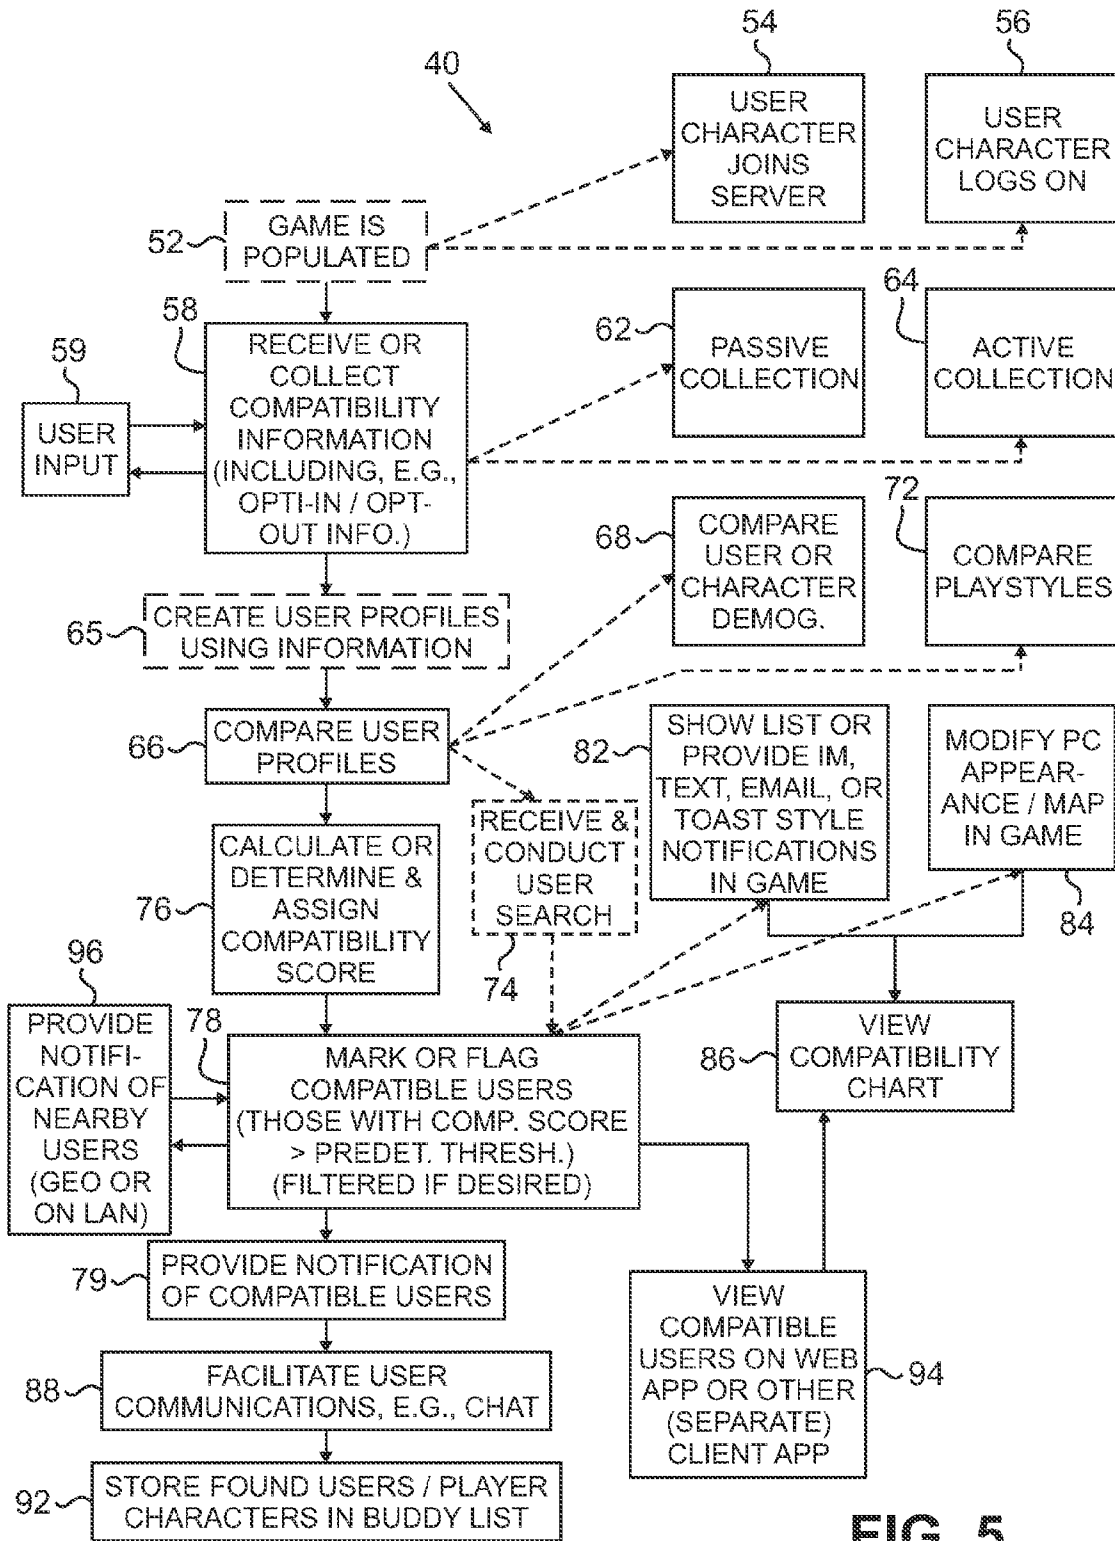 54
56
40
USER
CHARACTER
JOINS
SERVER
USER
CHARACTER
LOGS ON
52
GAME IS
POPULATED
58
59
USER
INPUT
RECEIVE OR
COLLECT
COMPATIBILITY
INFORMATION
(INCLUDING, E.G.,
OPTI-IN / OPT-
OUT INFO.)
62
PASSIVE
COLLECTION
64
ACTIVE
COLLECTION
65
CREATE USER PROFILES
USING INFORMATION
68
COMPARE
USER OR
CHARACTER
DEMOG.
72
COMPARE
PLAYSTYLES
66
COMPARE USER
PROFILES
82
SHOW LIST OR
PROVIDE IM,
TEXT, EMAIL, OR
TOAST STYLE
NOTIFICATIONS
IN GAME
MODIFY PC
APPEAR-
ANCE / MAP
IN GAME
84
76
CALCULATE OR
DETERMINE &
ASSIGN
COMPATIBILITY
SCORE
RECEIVE &
CONDUCT
USER
SEARCH
74
96
PROVIDE
NOTIFI-
CATION OF
NEARBY
USERS
(GEO OR
ON LAN)
78
MARK OR FLAG
COMPATIBLE USERS
(THOSE WITH COMP. SCORE
> PREDET. THRESH.)
(FILTERED IF DESIRED)
86
VIEW
COMPATIBILITY
CHART
79
PROVIDE NOTIFICATION
OF COMPATIBLE USERS
VIEW
COMPATIBLE
USERS ON WEB
APP OR OTHER
(SEPARATE)
CLIENT APP
94
88
FACILITATE USER
COMMUNICATIONS, E.G., CHAT
92
STORE FOUND USERS / PLAYER
CHARACTERS IN BUDDY LIST
FIG. 5